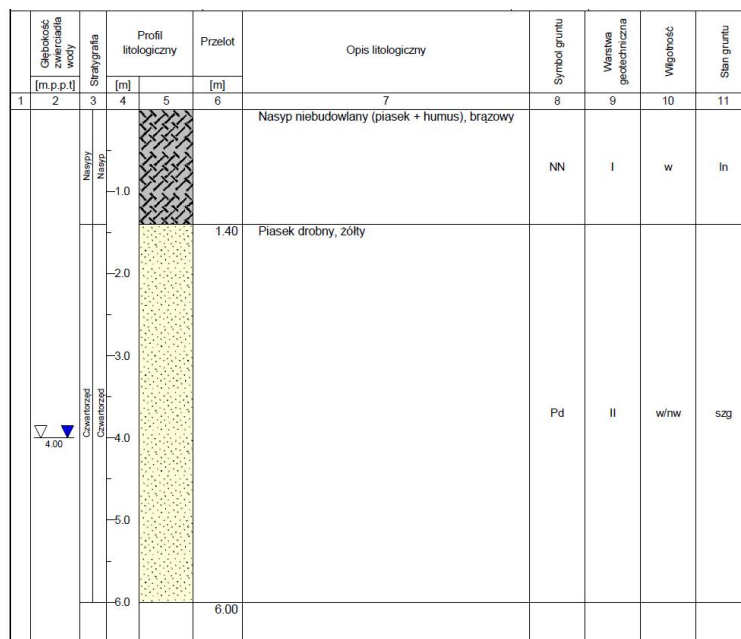 Głębokość zwierciadła wody
Stratygrafia
Profil litologiczny
Przelot
Opis litologiczny
Symbol gruntu
Warstwa geotechniczna
Wilgotność
Stan gruntu
[m.p.p.t]
[m]
[m]
1 2 3 4 5 6 7 8 9 10 11
Nasyp niebudowlany (piasek + humus), brązowy
Nasypy
Nasyp
1.0
NN I w ln
1.40 Piasek drobny, żółty
2.0
3.0
Czwartorzęd
Czwartorzęd
Pd II w/nw szg
4.0
4.00
5.0
6.0
6.00